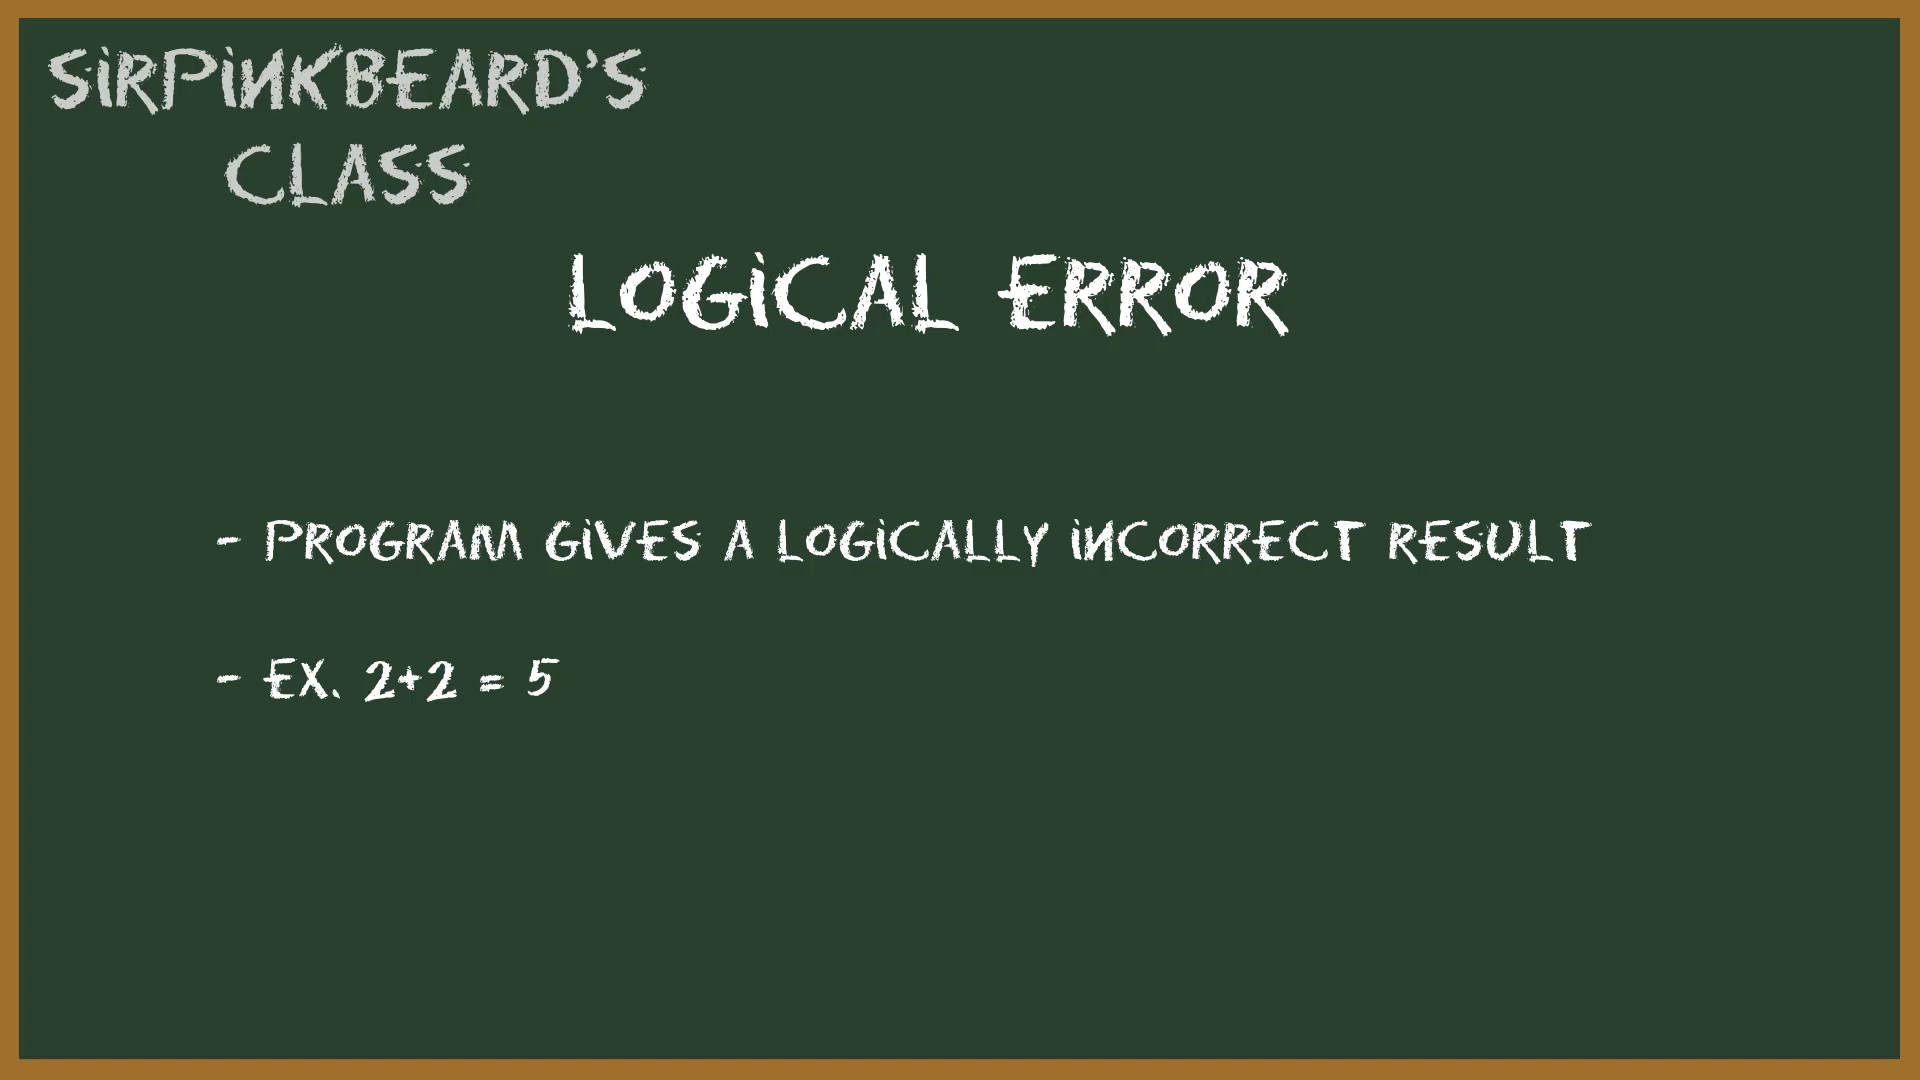 SiRPiNKBEARD'S
CLASS
LOGiCAL ERROR
- PROGRAM GiVES A LOGiCALLY iNCORRECT RESULT
- EX. 2+2 = 5